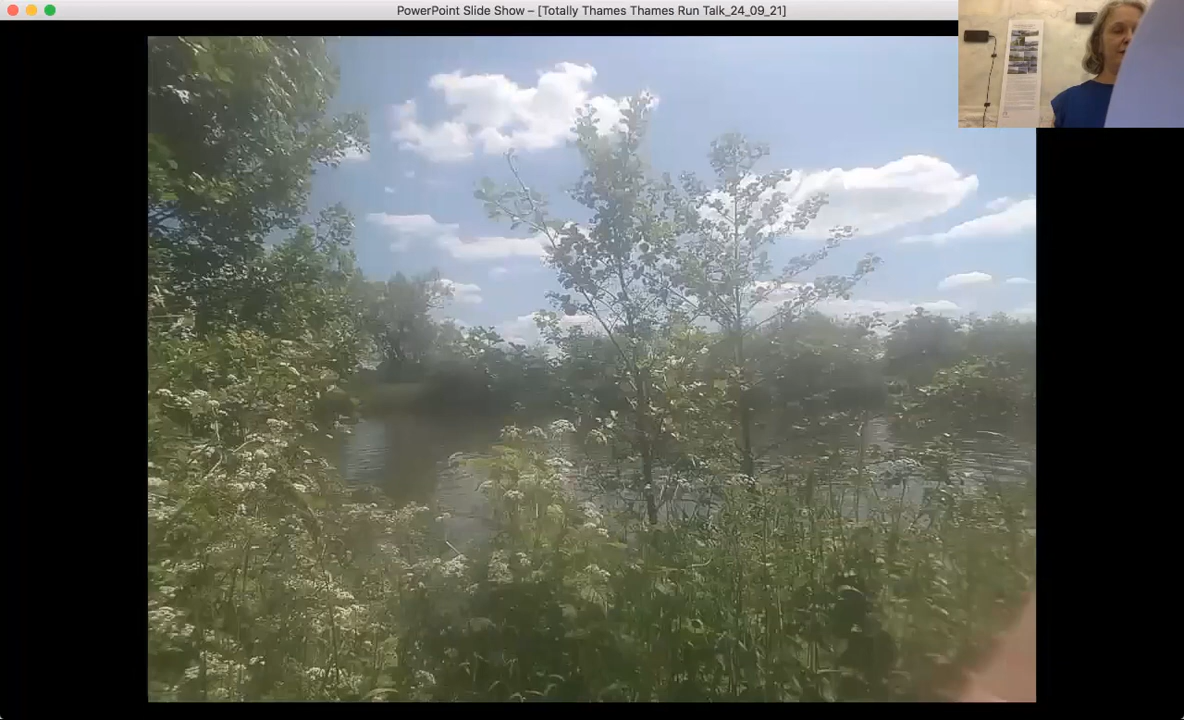 PowerPoint Slide Show – [Totally Thames Thames Run Talk_24_09_21]